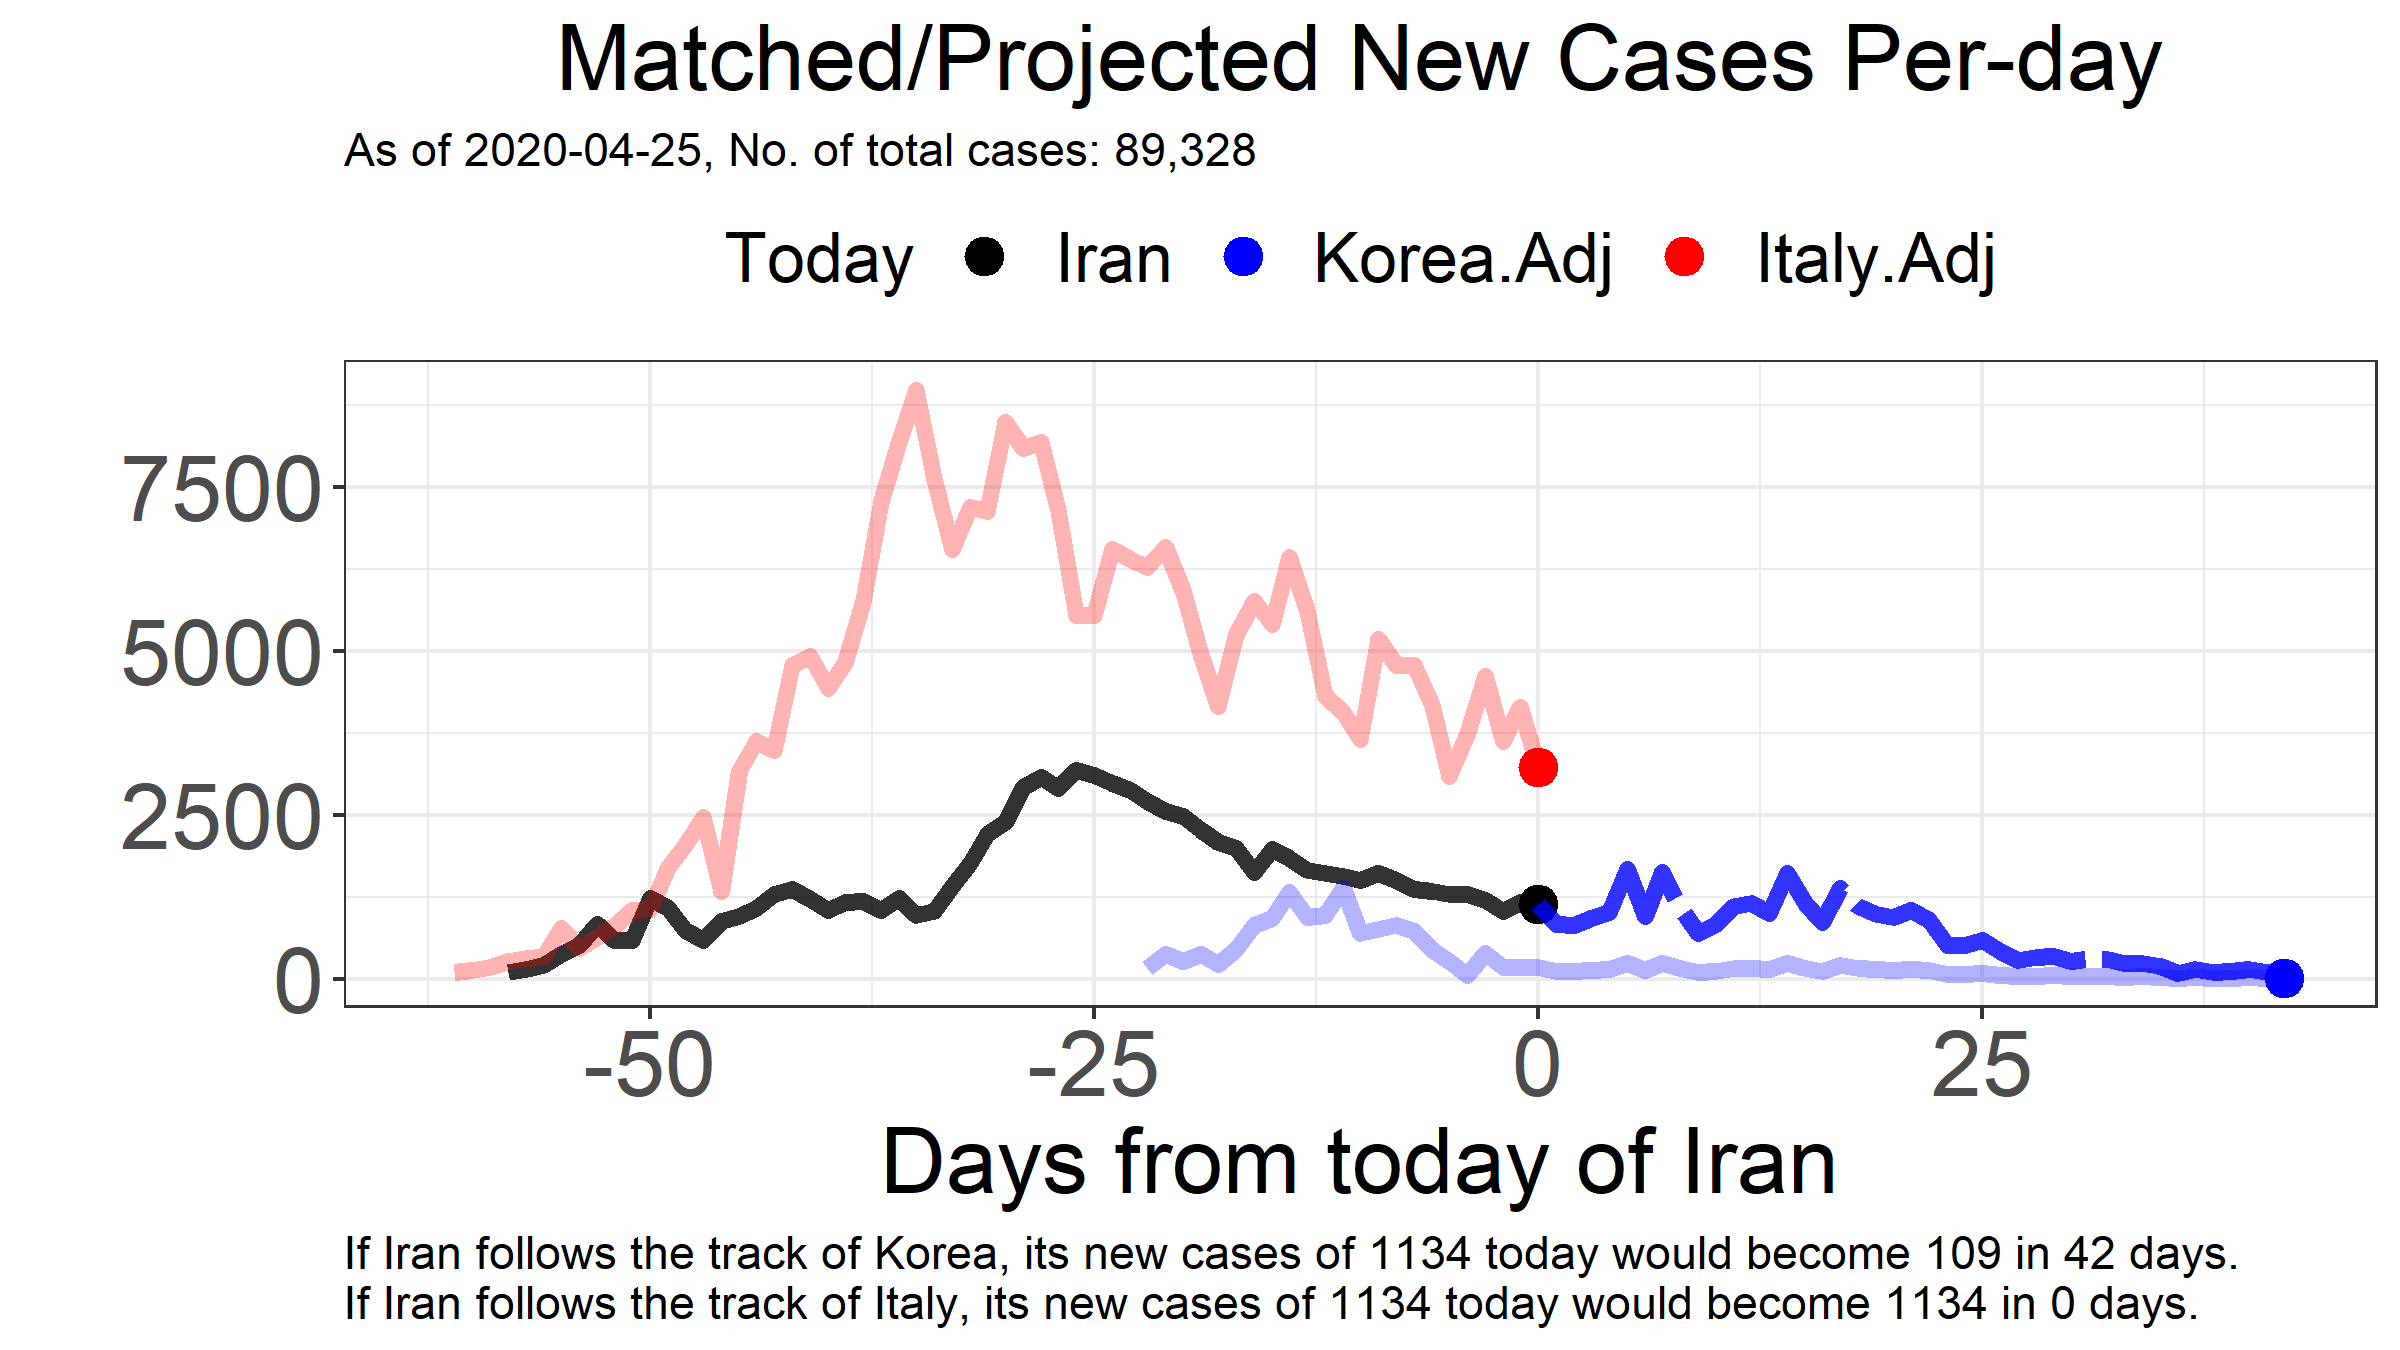 Matched/Projected New Cases Per-day
As of 2020-04-25, No. of total cases: 89,328
Today Iran Korea.Adj Italy.Adj
7500
5000
2500
0
-50 -25 0 25
Days from today of Iran
If Iran follows the track of Korea, its new cases of 1134 today would become 109 in 42 days.
If Iran follows the track of Italy, its new cases of 1134 today would become 1134 in 0 days.